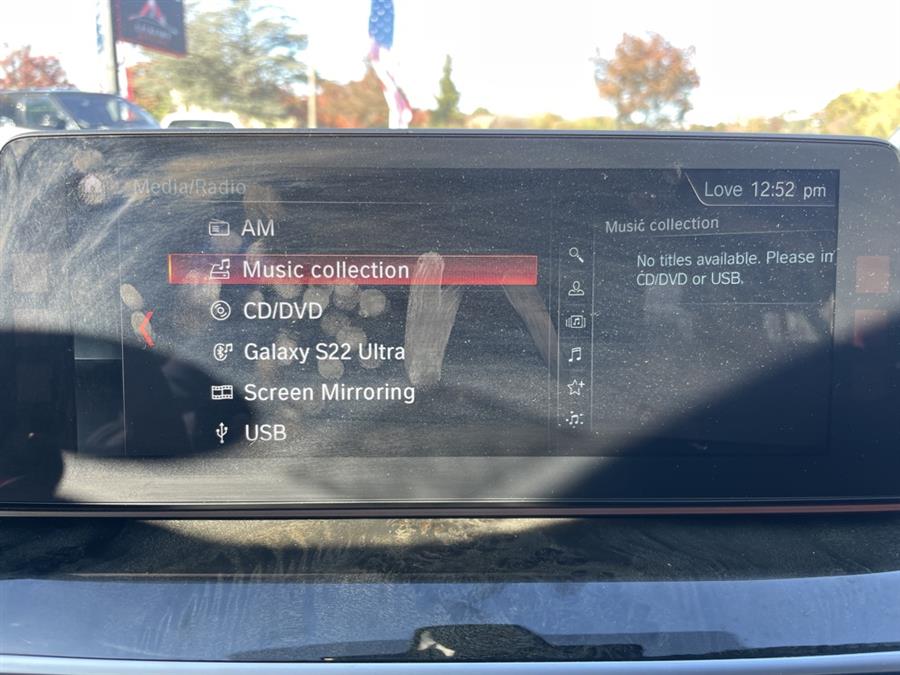 Media/Radio
Love 12:52 pm
AM
Music collection
CD/DVD
Galaxy S22 Ultra
Screen Mirroring
USB
Music collection
No titles available. Please in
CD/DVD or USB.